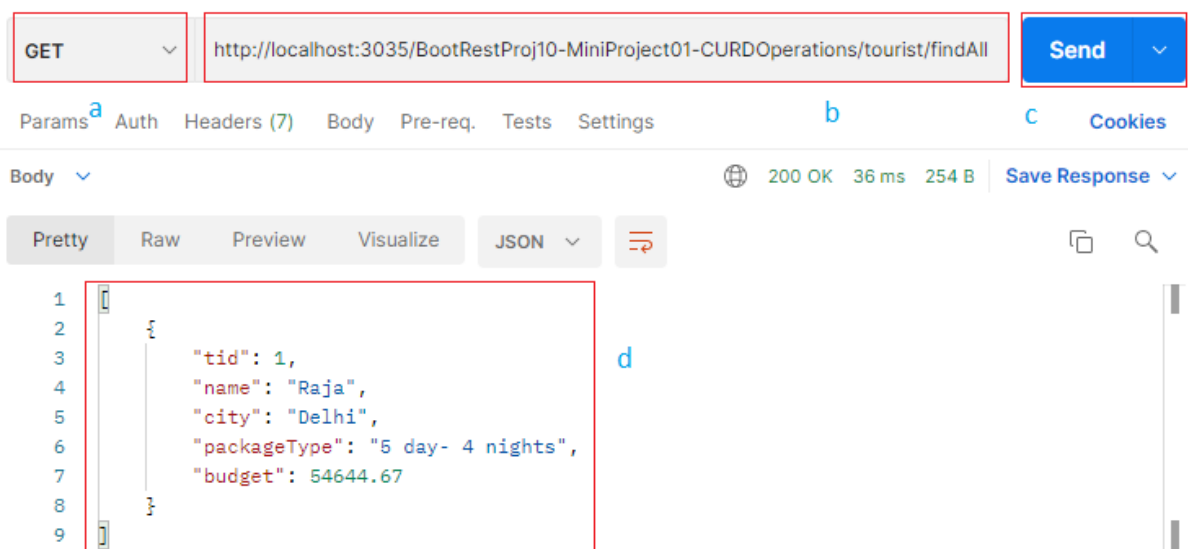 GET http://localhost:3035/BootRestProj10-MiniProject01-CURDOperations/tourist/findAll Send
Params a Auth Headers (7) Body Pre-req. Tests Settings b c Cookies
Body 200 OK 36 ms 254 B Save Response
Pretty Raw Preview Visualize JSON
1 [
2 {
3 "tid": 1, d
4 "name": "Raja",
5 "city": "Delhi",
6 "packageType": "5 day- 4 nights",
7 "budget": 54644.67
8 }
9 ]